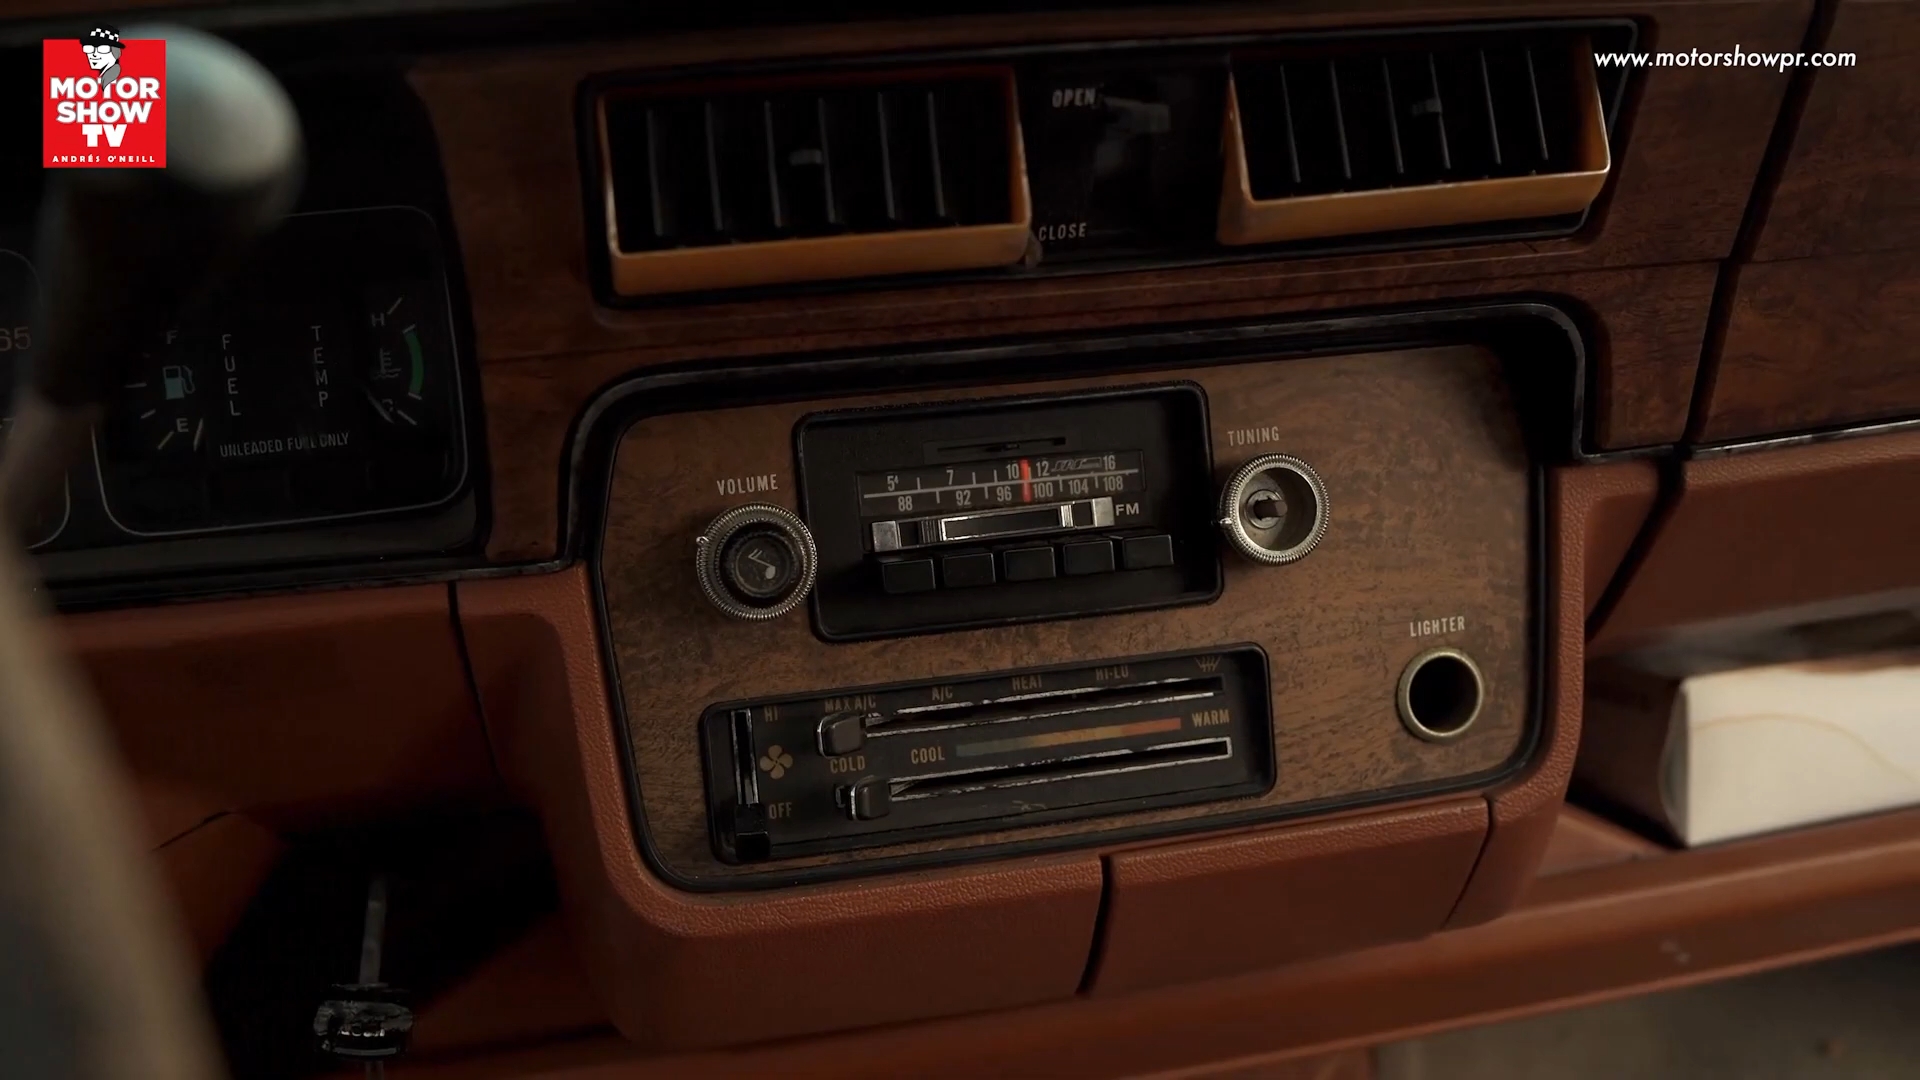 MOTOR
SHOW
TV
ANDRÉS O'NEILL
www.motorshowpr.com
OPEN
CLOSE
65
F
FUEL
E
TEMP
H
UNLEADED FUEL ONLY
VOLUME
TUNING
54 7 10 12 16
88 92 96 100 104 108
FM
LIGHTER
HI
OFF
MAX A/C A/C HEAT HI-LO
COLD
COOL WARM